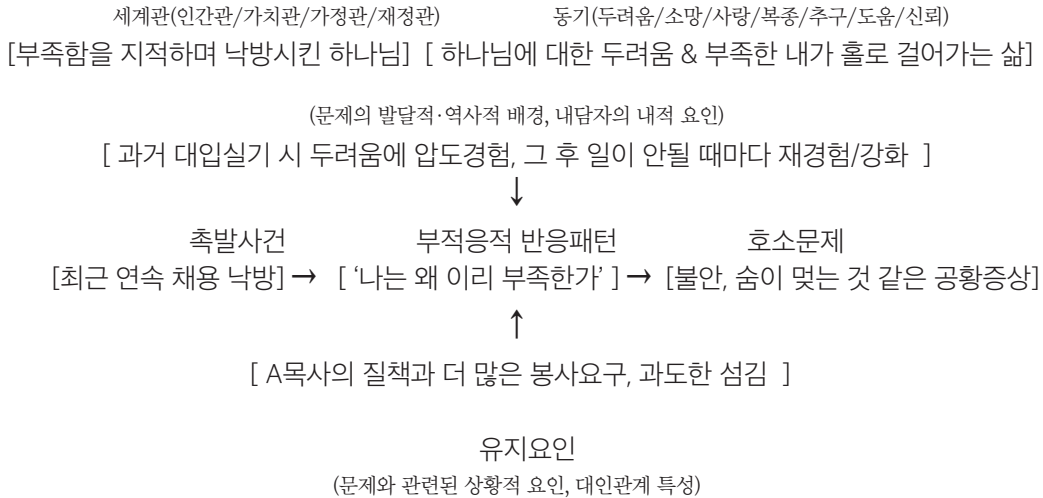 세계관(인간관/가치관/가정관/재정관) 동기(두려움/소망/사랑/복종/추구/도움/신뢰)
[부족함을 지적하며 낙방시킨 하나님] [ 하나님에 대한 두려움 & 부족한 내가 홀로 걸어가는 삶]
(문제의 발달적·역사적 배경, 내담자의 내적 요인)
[ 과거 대입실기 시 두려움에 압도경험, 그 후 일이 안될 때마다 재경험/강화 ]
↓
촉발사건 부적응적 반응패턴 호소문제
[최근 연속 채용 낙방] → [ ‘나는 왜 이리 부족한가’ ] → [불안, 숨이 멎는 것 같은 공황증상]
↑
[ A목사의 질책과 더 많은 봉사요구, 과도한 섬김 ]
유지요인
(문제와 관련된 상황적 요인, 대인관계 특성)